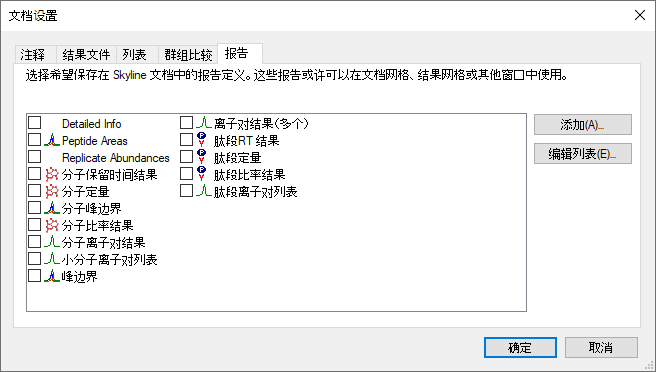 文档设置
注释 结果文件 列表 群组比较 报告
选择希望保存在 Skyline 文档中的报告定义。这些报告或许可以在文档网格、结果网格或其他窗口中使用。
Detailed Info
Peptide Areas
Replicate Abundances
分子保留时间结果
分子定量
分子峰边界
分子比率结果
分子离子对结果
小分子离子对列表
峰边界
离子对结果(多个)
肽段RT 结果
肽段定量
肽段比率结果
肽段离子对列表
添加(A)...
编辑列表(E)...
确定 取消